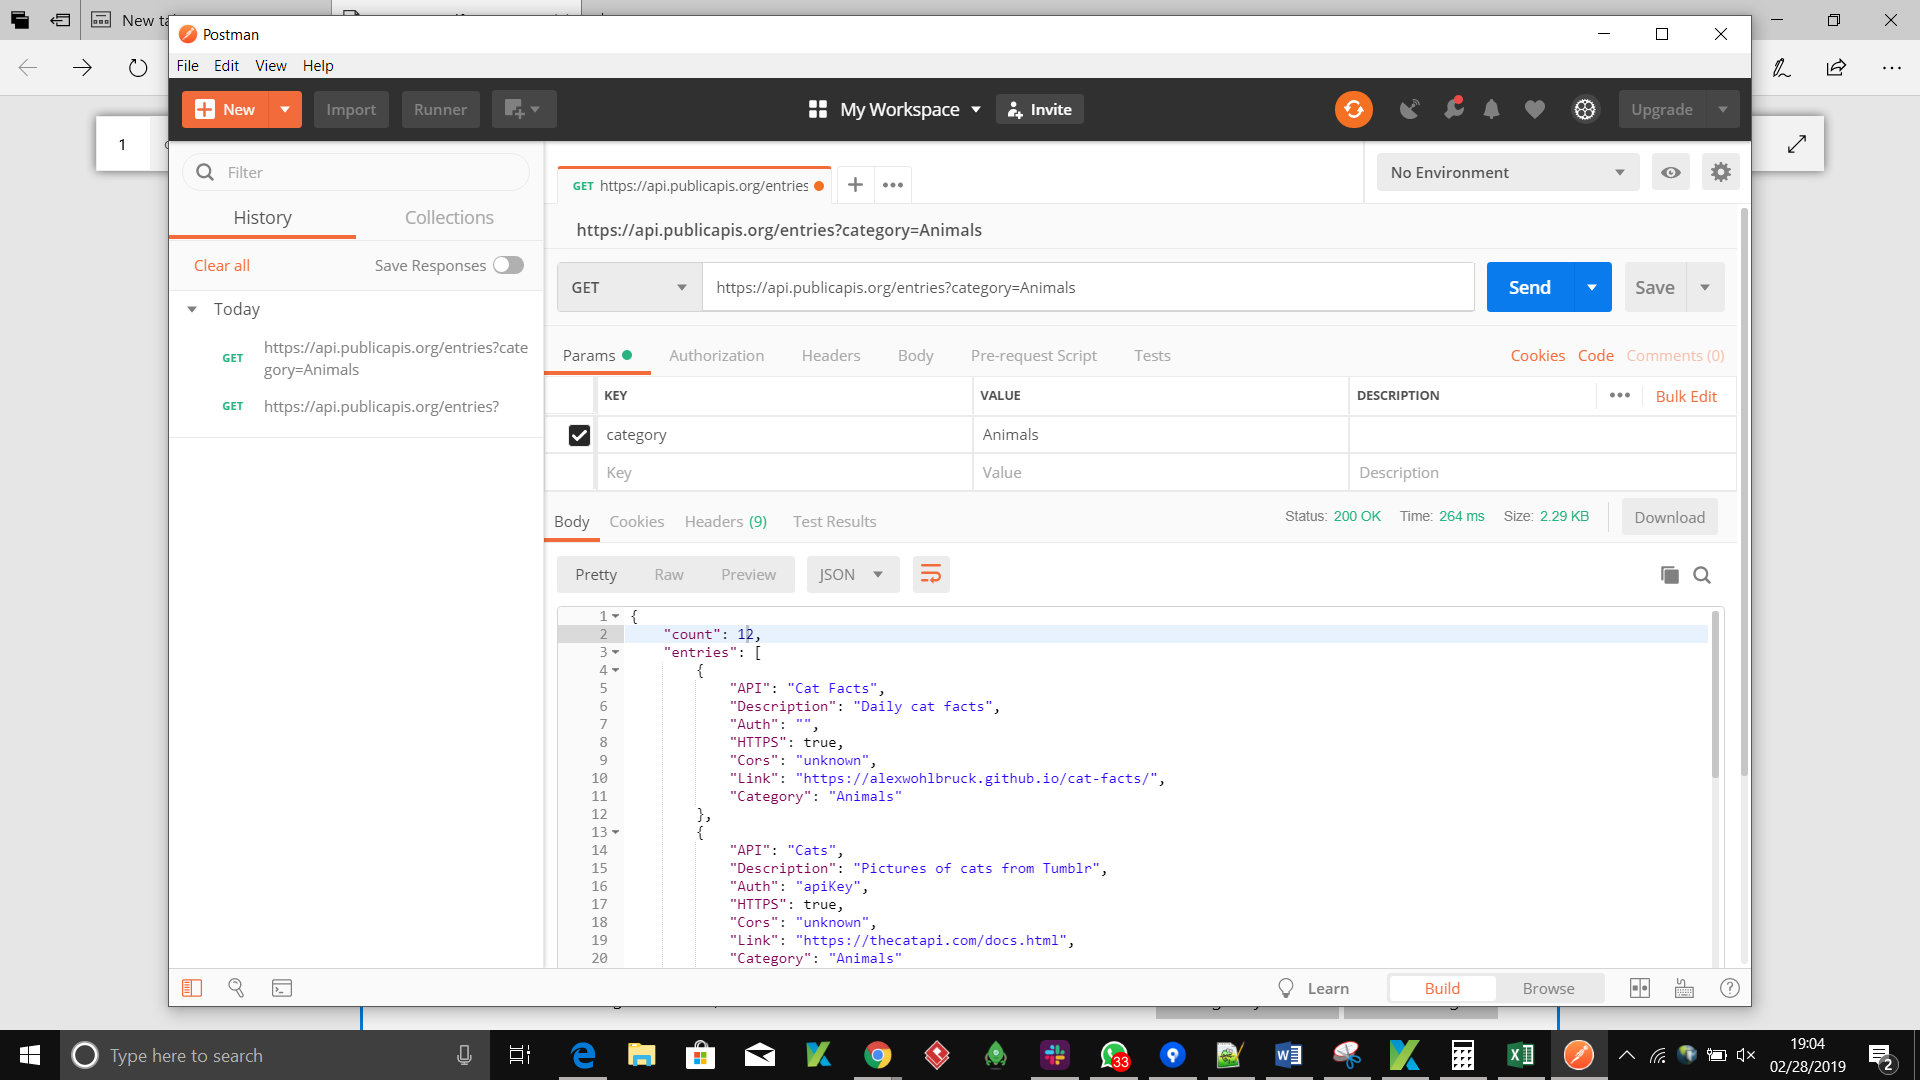 New ta
Postman
File Edit View Help
New Import Runner My Workspace Invite Upgrade
1
Filter
History Collections
Clear all Save Responses
Today
GET https://api.publicapis.org/entries?cate
gory=Animals
GET https://api.publicapis.org/entries?
GET https://api.publicapis.org/entries
No Environment
https://api.publicapis.org/entries?category=Animals
GET https://api.publicapis.org/entries?category=Animals Send Save
Params Authorization Headers Body Pre-request Script Tests Cookies Code Comments (0)
KEY VALUE DESCRIPTION Bulk Edit
category Animals
Key Value Description
Body Cookies Headers (9) Test Results Status: 200 OK Time: 264 ms Size: 2.29 KB Download
Pretty Raw Preview JSON
1 {
2 "count": 12,
3 "entries": [
4 {
5 "API": "Cat Facts",
6 "Description": "Daily cat facts",
7 "Auth": "",
8 "HTTPS": true,
9 "Cors": "unknown",
10 "Link": "https://alexwohlbruck.github.io/cat-facts/",
11 "Category": "Animals"
12 },
13 {
14 "API": "Cats",
15 "Description": "Pictures of cats from Tumblr",
16 "Auth": "apiKey",
17 "HTTPS": true,
18 "Cors": "unknown",
19 "Link": "https://thecatapi.com/docs.html",
20 "Category": "Animals"
Learn Build Browse
Type here to search
33
19:04
02/28/2019
2